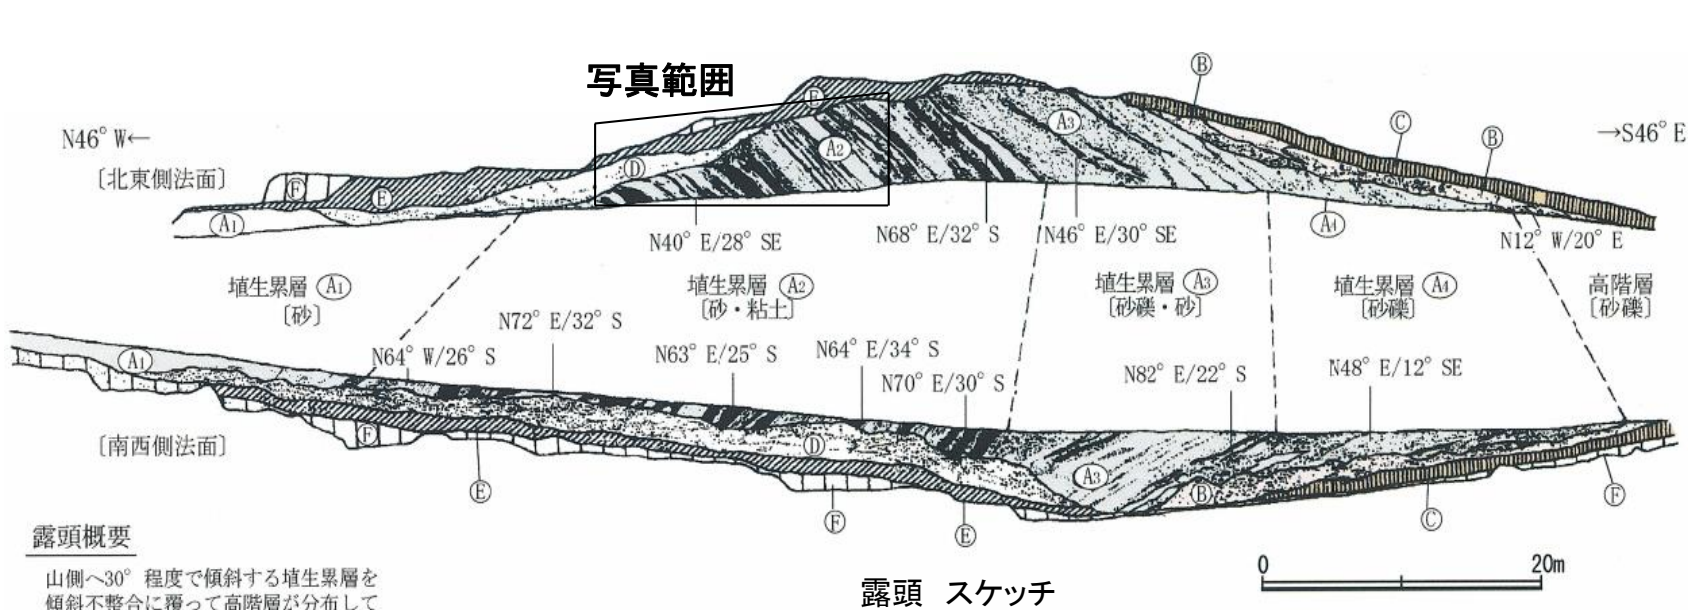 写真範囲
Ⓑ
Ⓕ
Ⓒ
N46°W←
Ⓐ3
Ⓑ
→S46°E
Ⓐ2
〔北東側法面〕
Ⓓ
Ⓕ
Ⓔ
Ⓐ1
Ⓐ4
N40°E/28°SE
N68°E/32°S
N46°E/30°SE
N12°W/20°E
埴生累層 Ⓐ1
〔砂〕
埴生累層 Ⓐ2
〔砂・粘土〕
埴生累層 Ⓐ3
〔砂礫・砂〕
埴生累層 Ⓐ4
〔砂礫〕
高階層
〔砂礫〕
N72°E/32°S
Ⓐ1
N64°W/26°S
N63°E/25°S
N64°E/34°S
N70°E/30°S
N82°E/22°S
N48°E/12°SE
〔南西側法面〕
Ⓕ
Ⓓ
Ⓐ3
Ⓔ
Ⓑ
Ⓕ
Ⓕ
Ⓒ
Ⓔ
露頭概要
山側へ30°程度で傾斜する埴生累層を
傾斜不整合に覆って高階層が分布して
露頭 スケッチ
0 20m